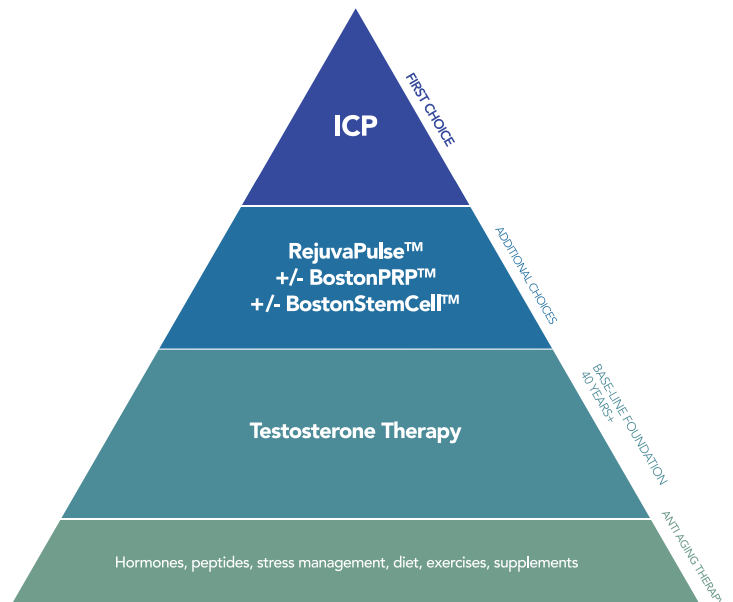 ICP
FIRST CHOICE
RejuvaPulse™
+/- BostonPRP™
+/- BostonStemCell™
ADDITIONAL CHOICES
Testosterone Therapy
BASE-LINE FOUNDATION
40 YEARS+
Hormones, peptides, stress management, diet, exercises, supplements
ANTI AGING THERAPY